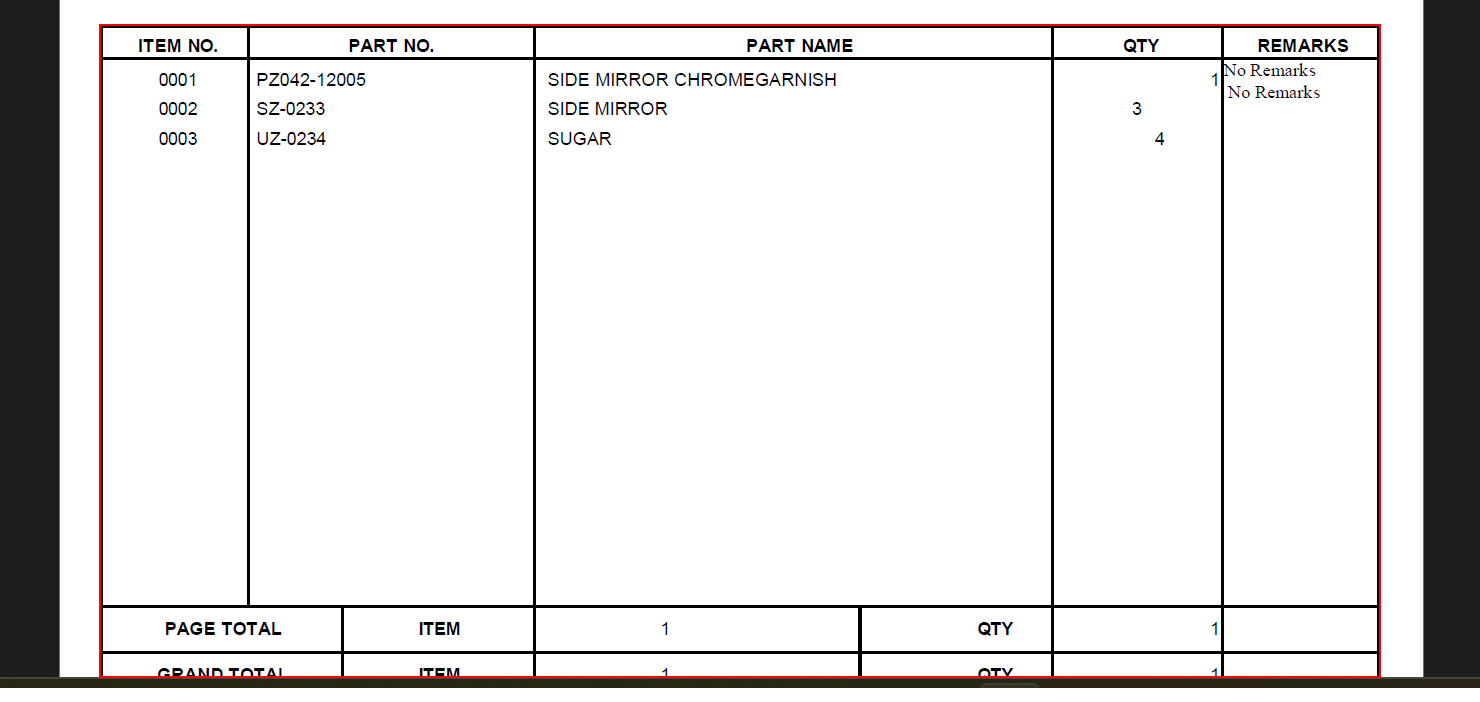 ITEM NO. PART NO. PART NAME QTY REMARKS
0001 PZ042-12005 SIDE MIRROR CHROMEGARNISH 1 No Remarks
0002 SZ-0233 SIDE MIRROR 3 No Remarks
0003 UZ-0234 SUGAR 4
PAGE TOTAL ITEM 1 QTY 1
GRAND TOTAL ITEM 1 QTY 1